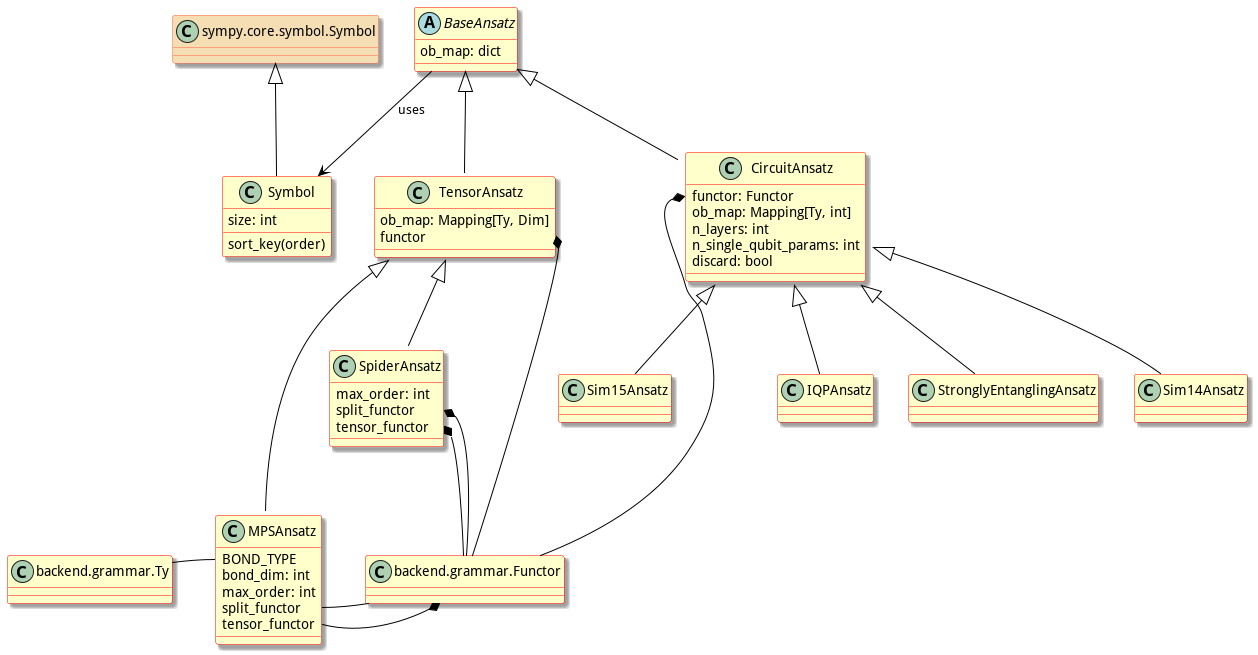 C sympy.core.symbol.Symbol
A BaseAnsatz
ob_map: dict
uses
C Symbol
size: int
sort_key(order)
C TensorAnsatz
ob_map: Mapping[Ty, Dim]
functor
C CircuitAnsatz
functor: Functor
ob_map: Mapping[Ty, int]
n_layers: int
n_single_qubit_params: int
discard: bool
C SpiderAnsatz
max_order: int
split_functor
tensor_functor
C Sim15Ansatz
C IQPAnsatz
C StronglyEntanglingAnsatz
C Sim14Ansatz
C backend.grammar.Ty
C MPSAnsatz
BOND_TYPE
bond_dim: int
max_order: int
split_functor
tensor_functor
C backend.grammar.Functor